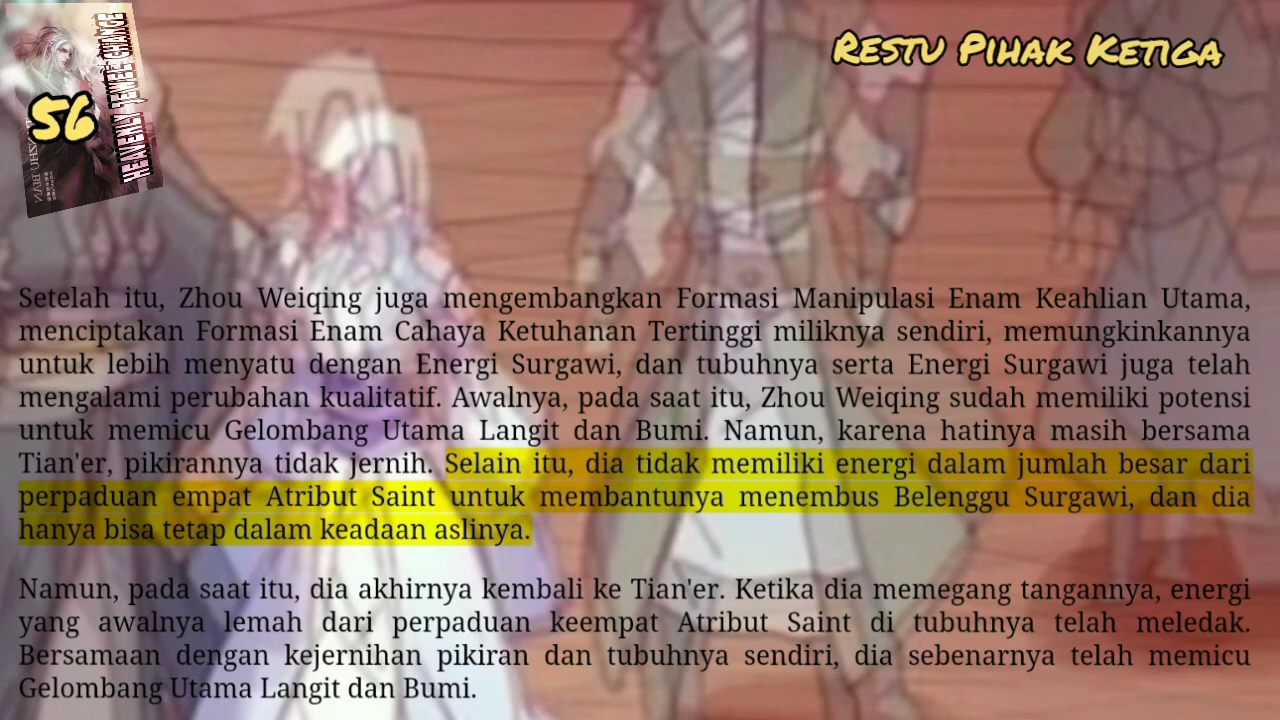 HEAVENLY JEWEL CHANGE
56
Restu Pihak Ketiga
Setelah itu, Zhou Weiqing juga mengembangkan Formasi Manipulasi Enam Keahlian Utama,
menciptakan Formasi Enam Cahaya Ketuhanan Tertinggi miliknya sendiri, memungkinkannya
untuk lebih menyatu dengan Energi Surgawi, dan tubuhnya serta Energi Surgawi juga telah
mengalami perubahan kualitatif. Awalnya, pada saat itu, Zhou Weiqing sudah memiliki potensi
untuk memicu Gelombang Utama Langit dan Bumi. Namun, karena hatinya masih bersama
Tian'er, pikirannya tidak jernih. Selain itu, dia tidak memiliki energi dalam jumlah besar dari
perpaduan empat Atribut Saint untuk membantunya menembus Belenggu Surgawi, dan dia
hanya bisa tetap dalam keadaan aslinya.
Namun, pada saat itu, dia akhirnya kembali ke Tian'er. Ketika dia memegang tangannya, energi
yang awalnya lemah dari perpaduan keempat Atribut Saint di tubuhnya telah meledak.
Bersamaan dengan kejernihan pikiran dan tubuhnya sendiri, dia sebenarnya telah memicu
Gelombang Utama Langit dan Bumi.